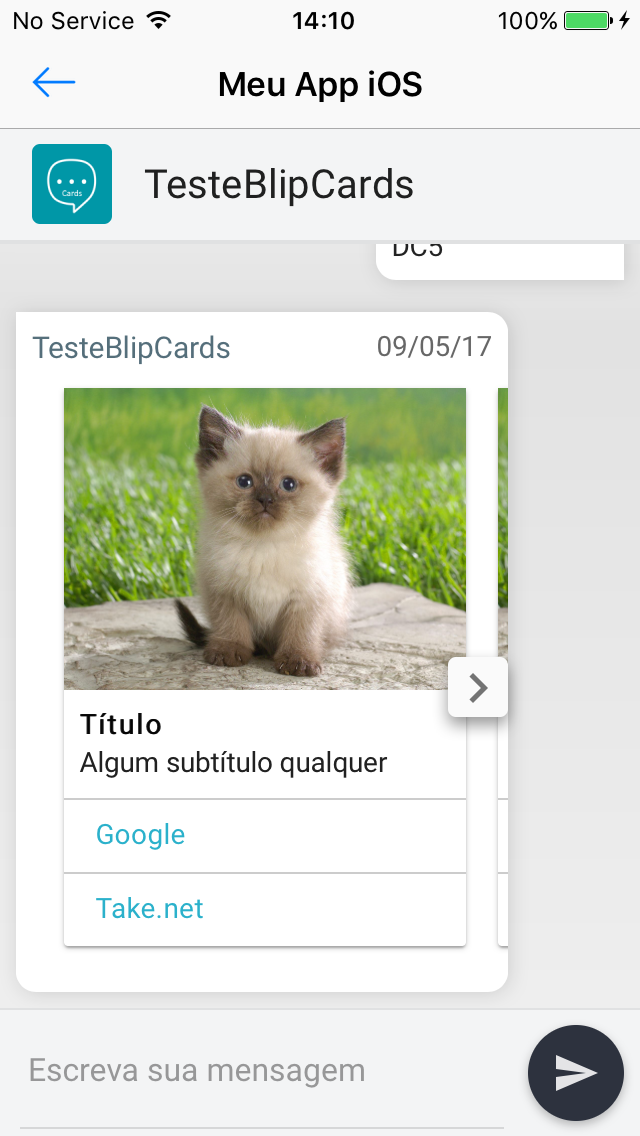 No Service 14:10 100%
Meu App iOS
Cards
TesteBlipCards
DC5
TesteBlipCards 09/05/17
Título
Algum subtítulo qualquer
Google
Take.net
Escreva sua mensagem